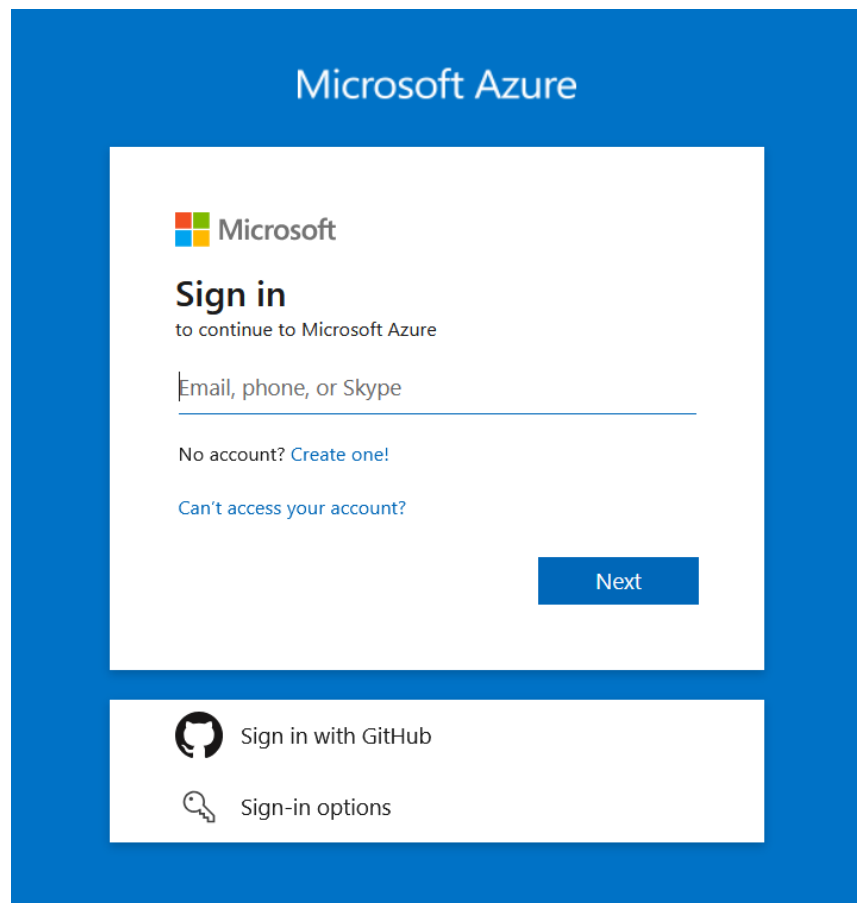 Microsoft Azure
Microsoft
Sign in
to continue to Microsoft Azure
Email, phone, or Skype
No account? Create one!
Can’t access your account?
Next
Sign in with GitHub
Sign-in options